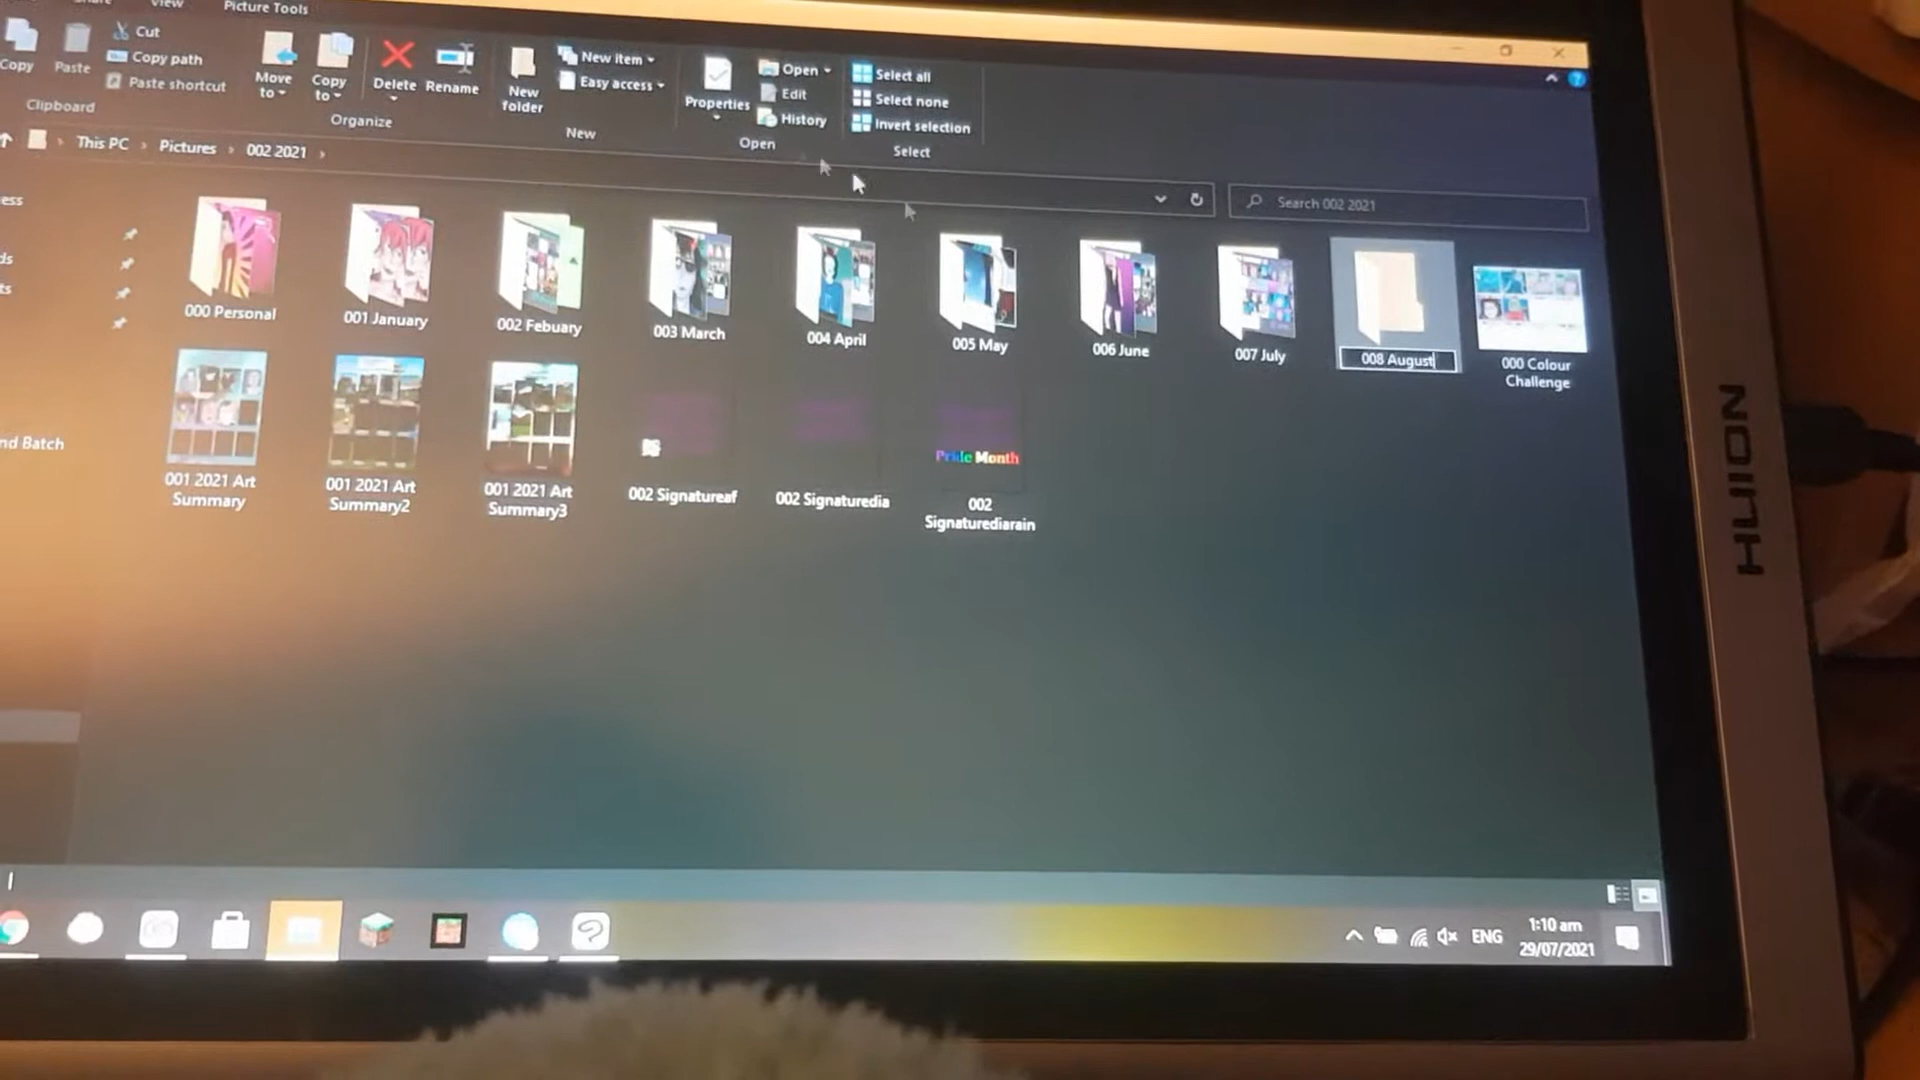 View
Picture Tools
Copy
Paste
Cut
Copy path
Paste shortcut
Clipboard
Move to
Copy to
Delete
Rename
Organize
New folder
New item
Easy access
New
Properties
Open
Edit
History
Open
Select all
Select none
Invert selection
Select
This PC
Pictures
002 2021
Search 002 2021
ess
ds
ts
nd Batch
000 Personal
001 January
002 Febuary
003 March
004 April
005 May
006 June
007 July
008 August
000 Colour
Challenge
001 2021 Art
Summary
001 2021 Art
Summary2
001 2021 Art
Summary3
002 Signatureaf
002 Signaturedia
Pride Month
002
Signaturediarain
HUION
ENG
1:10 am
29/07/2021